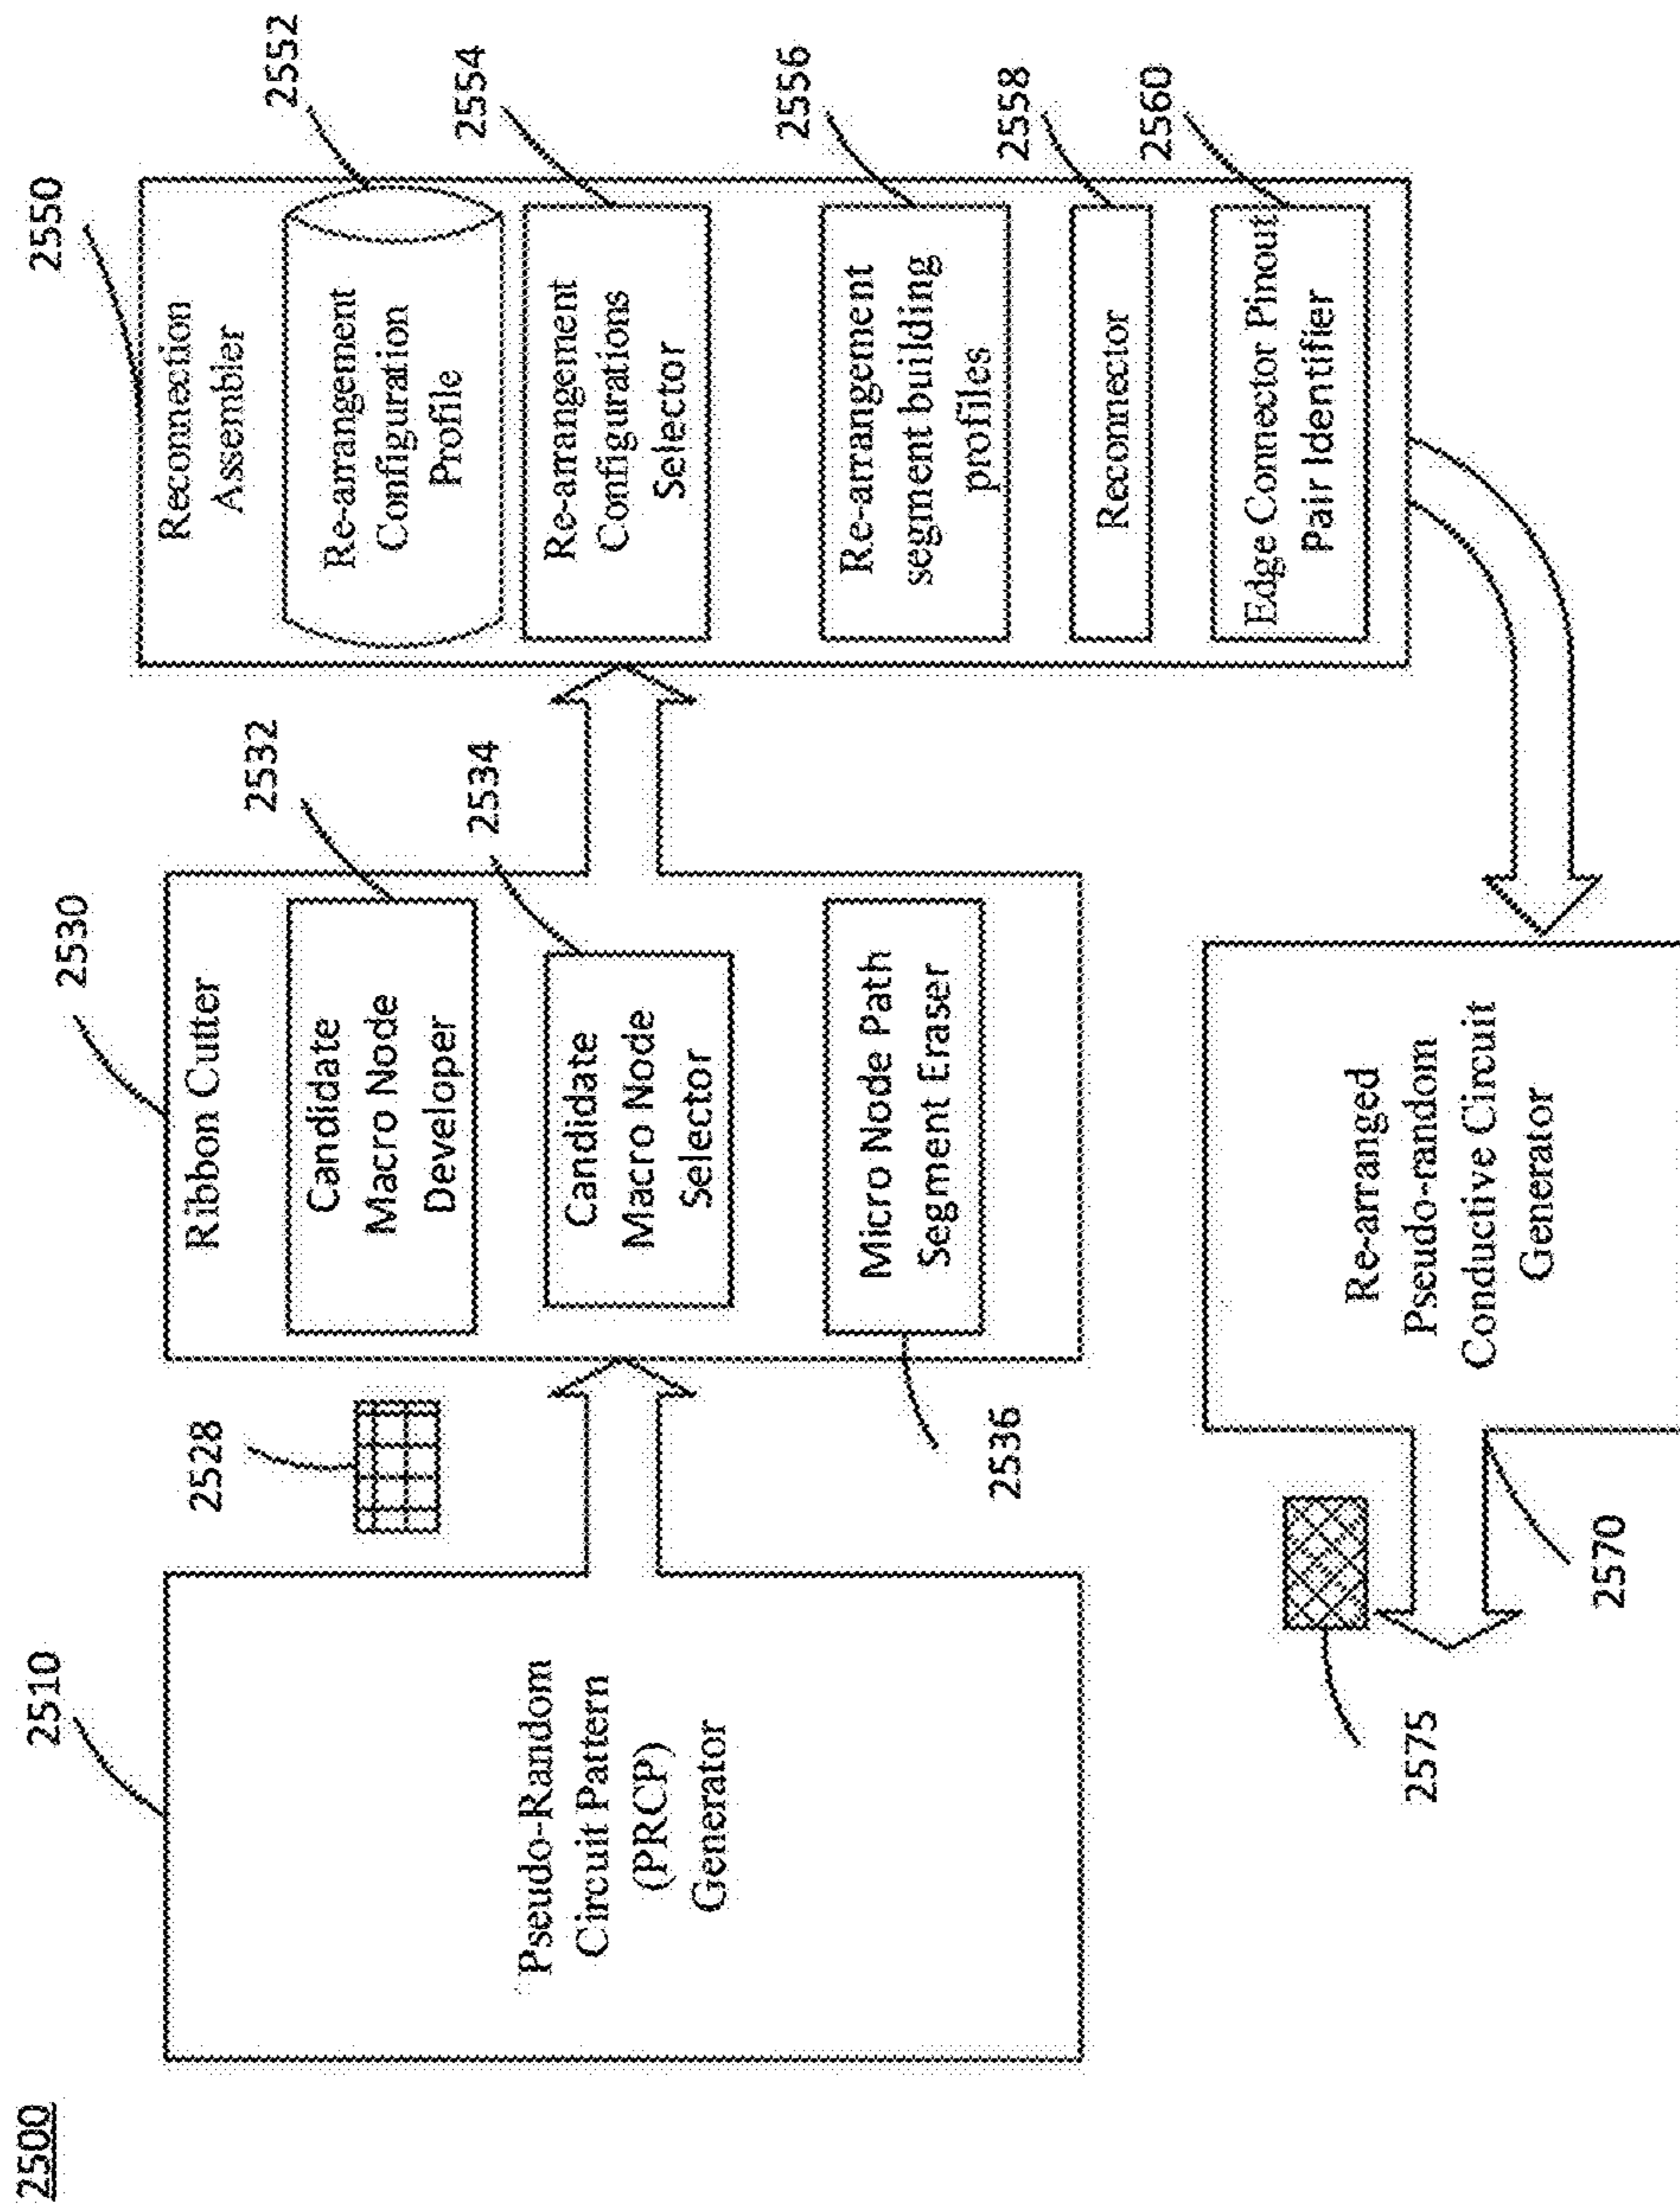 2500
2510
Pseudo-Random
Circuit Pattern
(PRCP)
Generator
2528
2530
Ribbon Cutter
2532
Candidate
Macro Node
Developer
2534
Candidate
Macro Node
Selector
Micro Node Path
Segment Eraser
2536
2550
Reconnection
Assembler
2552
Re-arrangement
Configuration
Profile
2554
Re-arrangement
Configurations
Selector
2556
Re-arrangement
segment building
profiles
2558
Reconnector
2560
Edge Connector Pinout
Pair Identifier
Re-arranged
Pseudo-random
Conductive Circuit
Generator
2570
2575